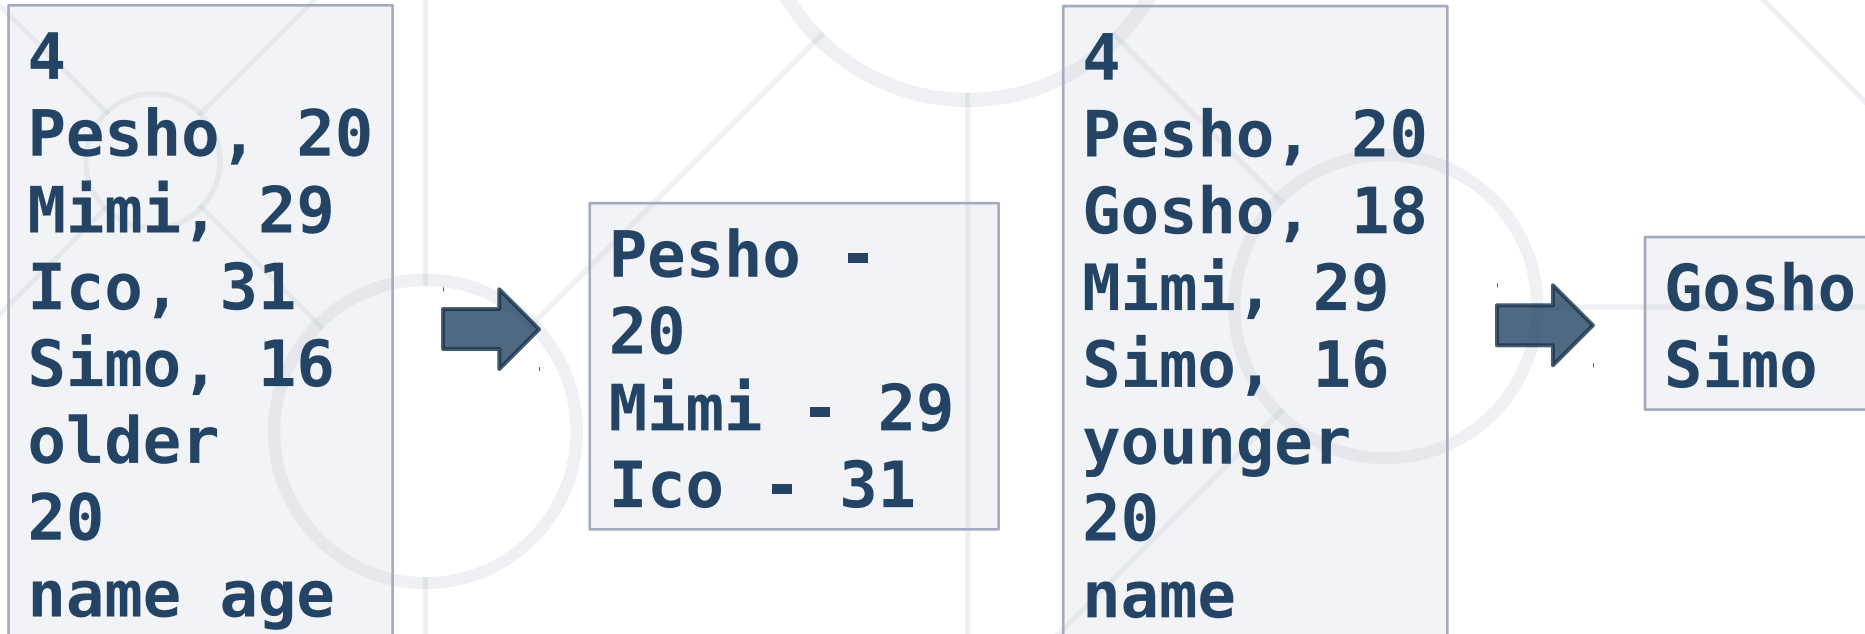 4
Pesho, 20
Mimi, 29
Ico, 31
Simo, 16
older
20
name age
Pesho -
20
Mimi - 29
Ico - 31
4
Pesho, 20
Gosho, 18
Mimi, 29
Simo, 16
younger
20
name
Gosho
Simo